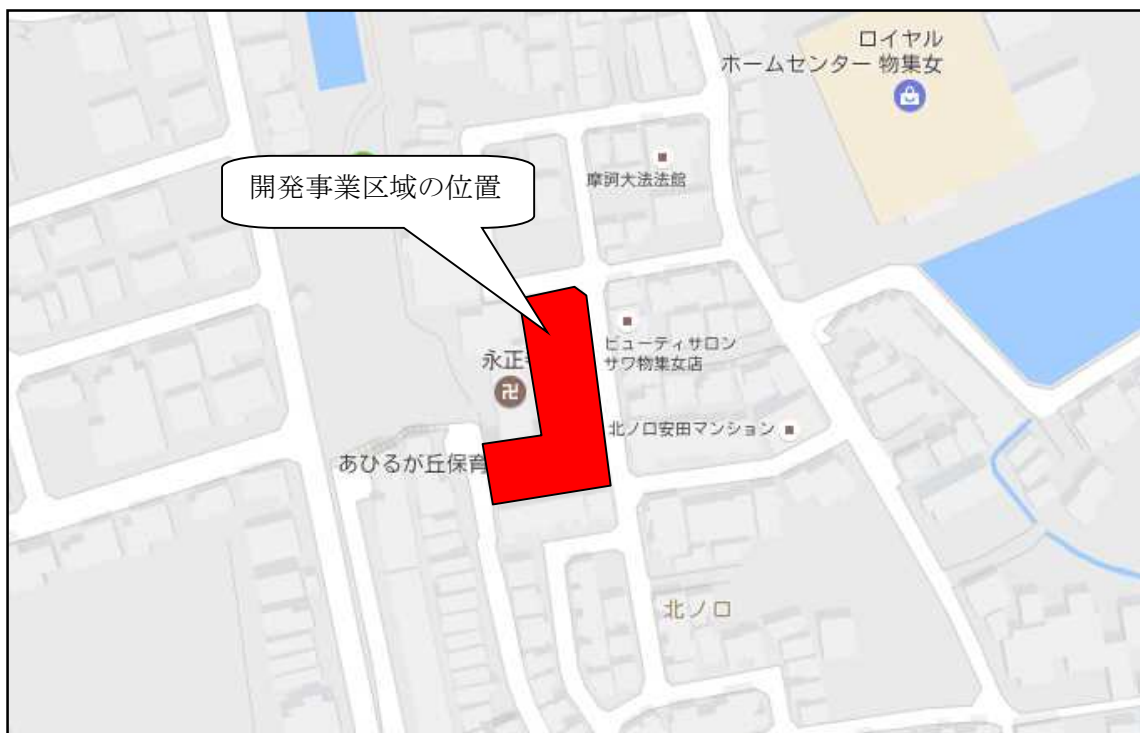 ロイヤル
ホームセンター 物集女
摩訶大法法館
開発事業区域の位置
ビューティサロン
サワ物集女店
永正
北ノ口安田マンション
あひるが丘保育
北ノ口